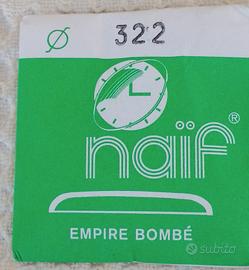 ⌀ 322
naïf
®
EMPIRE BOMBÉ
subito